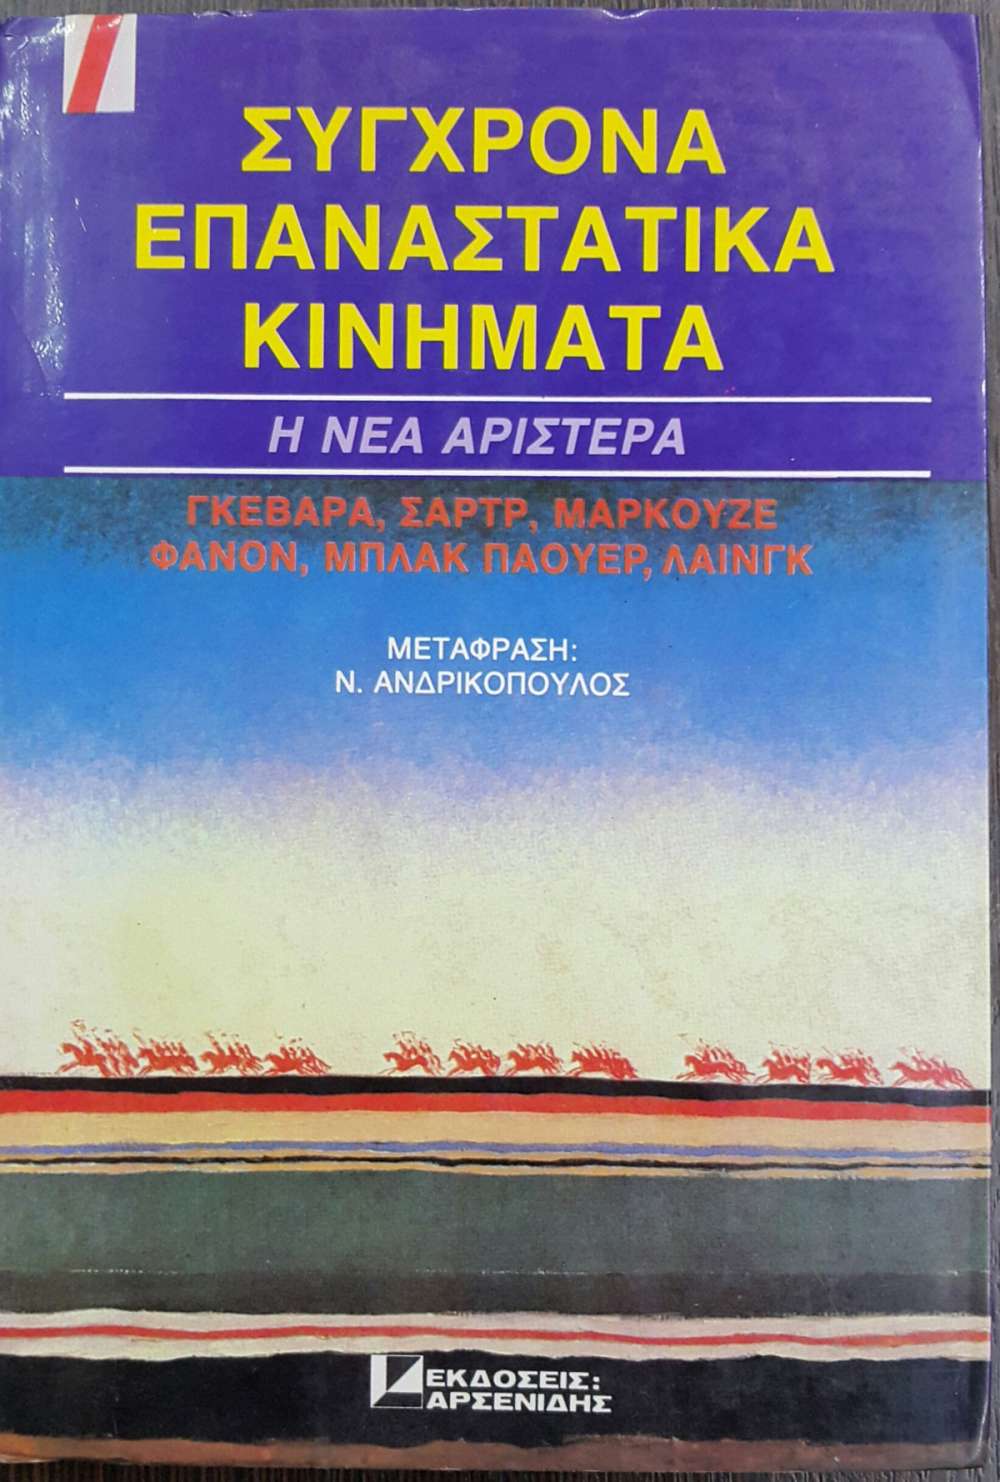 ΣΥΓΧΡΟΝΑ
ΕΠΑΝΑΣΤΑΤΙΚΑ
ΚΙΝΗΜΑΤΑ
Η ΝΕΑ ΑΡΙΣΤΕΡΑ
ΓΚΕΒΑΡΑ, ΣΑΡΤΡ, ΜΑΡΚΟΥΖΕ
ΦΑΝΟΝ, ΜΠΛΑΚ ΠΑΟΥΕΡ, ΛΑΙΝΓΚ
ΜΕΤΑΦΡΑΣΗ:
Ν. ΑΝΔΡΙΚΟΠΟΥΛΟΣ
ΕΚΔΟΣΕΙΣ:
ΑΡΣΕΝΙΔΗΣ